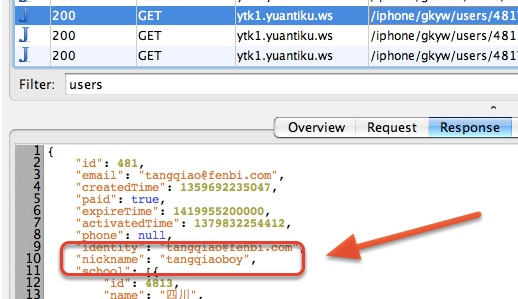 200 GET ytk1.yuantiku.ws /iphone/gkyw/users/481
200 GET ytk1.yuantiku.ws /iphone/gkyw/users/481
200 GET ytk1.yuantiku.ws /iphone/gkyw/users/481
Filter: users
Overview Request Response
1 {
2 "id": 481,
3 "email": "tangqiao@fenbi.com",
4 "createdTime": 1359692235047,
5 "paid": true,
6 "expireTime": 1419955200000,
7 "activatedTime": 1379832254412,
8 "phone": null,
9 "identity": "tangqiao@fenbi.com"
10 "nickname": "tangqiaoboy",
11 "school": [{
12 "id": 4813,
13 "name": "四川",